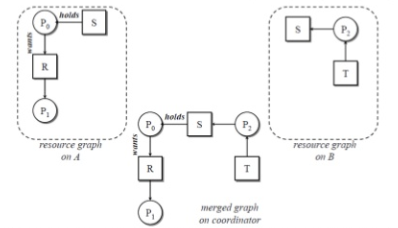 P0
holds
S
wants
R
P1
resource graph
on A
S
P2
T
resource graph
on B
P0
holds
S
P2
wants
R
T
P1
merged graph
on coordinator